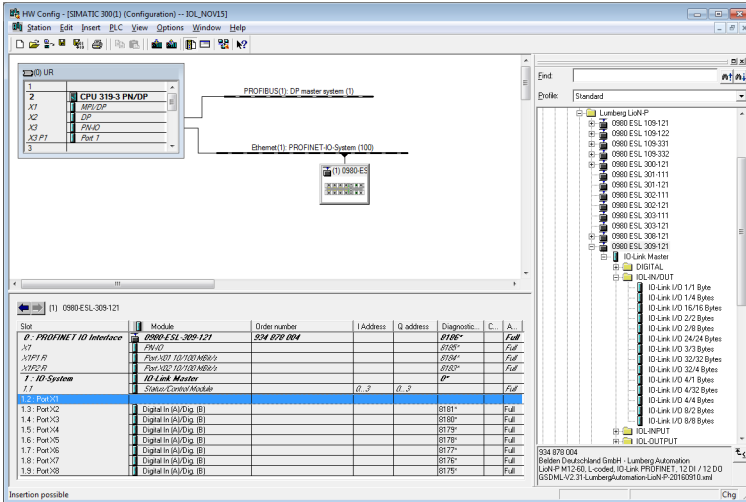 HW Config - [SIMATIC 300(1) (Configuration) -- IOL_NOV15]
Station Edit Insert PLC View Options Window Help
(0) UR
1
2 CPU 319-3 PN/DP
X1 MPI/DP
X2 DP
X3 PN-IO
X3 P1 Port 1
3
PROFIBUS(1): DP master system (1)
Ethernet(1): PROFINET-IO-System (100)
(1) 0980-ES
Find:
Profile: Standard
Lumberg LioN-P
0980 ESL 109-121
0980 ESL 109-122
0980 ESL 109-331
0980 ESL 109-332
0980 ESL 300-121
0980 ESL 301-111
0980 ESL 301-121
0980 ESL 302-111
0980 ESL 302-121
0980 ESL 303-111
0980 ESL 303-121
0980 ESL 308-121
0980 ESL 309-121
IO-Link Master
DIGITAL
IOL-IN/OUT
IO-Link I/O 1/1 Byte
IO-Link I/O 1/4 Bytes
IO-Link I/O 16/16 Bytes
IO-Link I/O 2/2 Bytes
IO-Link I/O 2/8 Bytes
IO-Link I/O 24/24 Bytes
IO-Link I/O 3/3 Bytes
IO-Link I/O 32/32 Bytes
IO-Link I/O 32/4 Bytes
IO-Link I/O 4/1 Bytes
IO-Link I/O 4/32 Bytes
IO-Link I/O 4/4 Bytes
IO-Link I/O 8/2 Bytes
IO-Link I/O 8/8 Bytes
IOL-INPUT
IOL-OUTPUT
934 878 004
Belden Deutschland GmbH - Lumberg Automation
LioN-P M12-60, L-coded, IO-Link PROFINET, 12 DI / 12 DO
GSDML-V2.31-LumbergAutomation-LioN-P-20160910.xml
(1) 0980-ESL-309-121
Slot Module Order number I Address Q address Diagnostic... C... A...
0 : PROFINET IO Interface 0980-ESL-309-121 934 878 004 8186* Full
X1 PN-IO 8185* Full
X1P1 R Port X01 10/100 MBit/s 8184* Full
X1P2 R Port X02 10/100 MBit/s 8183* Full
1 : IO-System IO-Link Master 0*
1.1 Status/Control Module 0...3 0...3 Full
1.2 : Port X1
1.3 : Port X2 Digital In (A)/Dig. (B) 8181* Full
1.4 : Port X3 Digital In (A)/Dig. (B) 8180* Full
1.5 : Port X4 Digital In (A)/Dig. (B) 8179* Full
1.6 : Port X5 Digital In (A)/Dig. (B) 8178* Full
1.7 : Port X6 Digital In (A)/Dig. (B) 8177* Full
1.8 : Port X7 Digital In (A)/Dig. (B) 8176* Full
1.9 : Port X8 Digital In (A)/Dig. (B) 8175* Full
Insertion possible
Chg